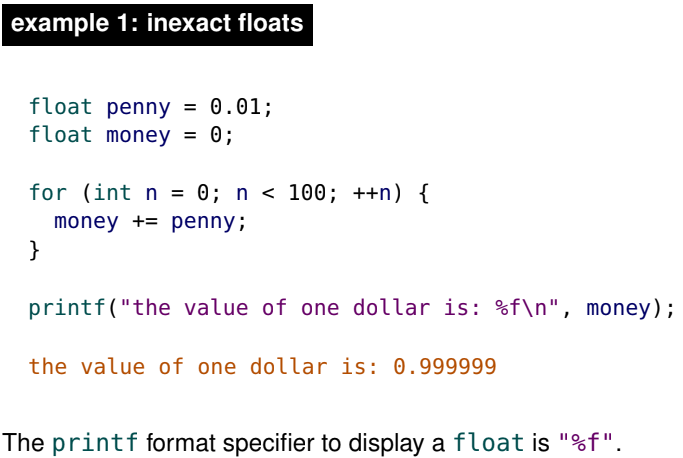 example 1: inexact floats
float penny = 0.01;
float money = 0;
for (int n = 0; n < 100; ++n) {
money += penny;
}
printf("the value of one dollar is: %f\n", money);
the value of one dollar is: 0.999999
The printf format specifier to display a float is "%f".